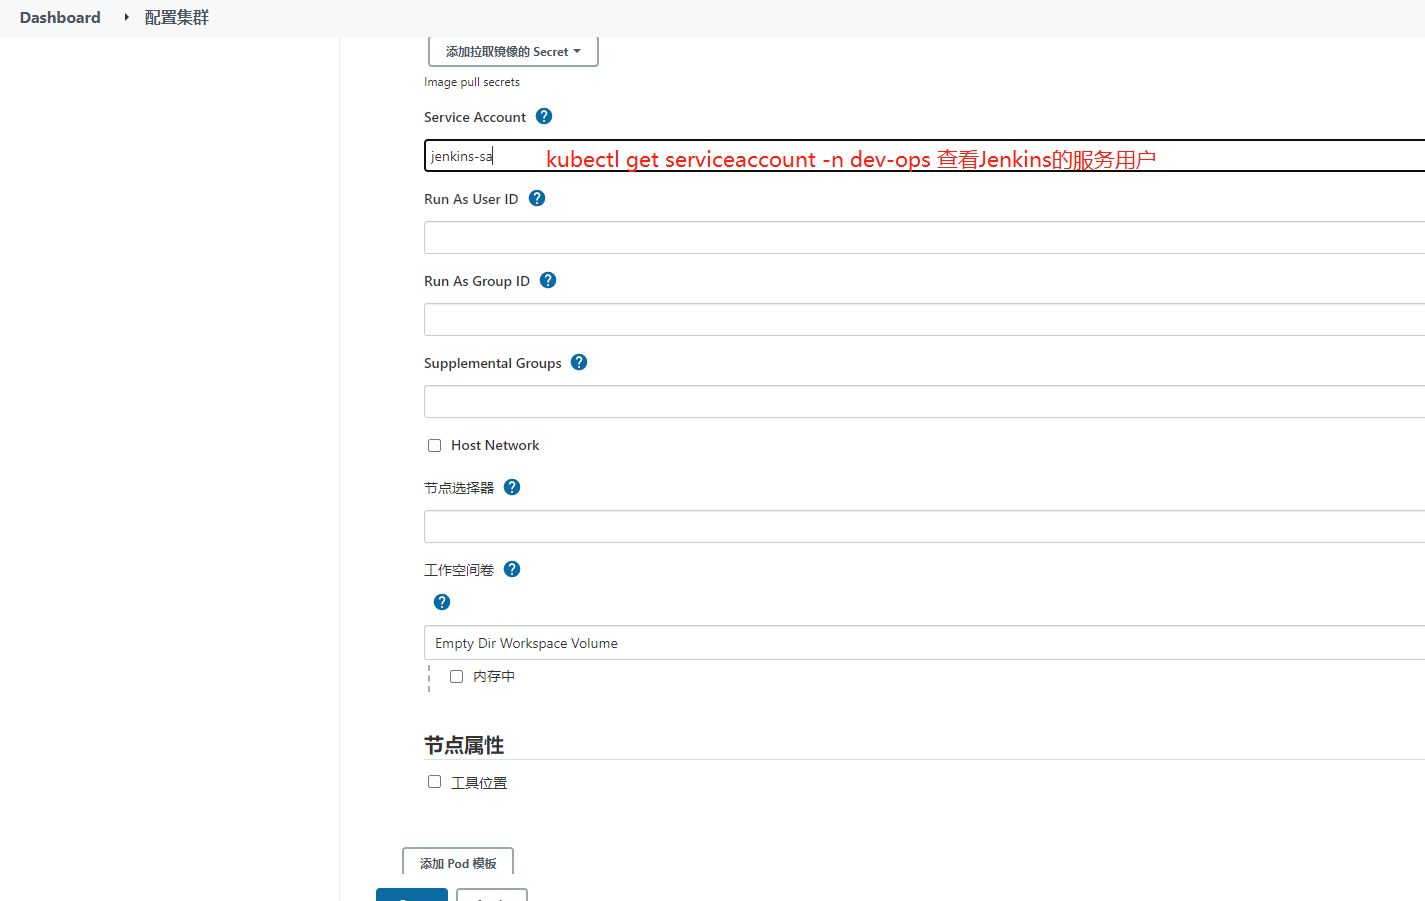 Dashboard 配置集群
添加拉取镜像的 Secret
Image pull secrets
Service Account
jenkins-sa kubectl get serviceaccount -n dev-ops 查看Jenkins的服务用户
Run As User ID
Run As Group ID
Supplemental Groups
Host Network
节点选择器
工作空间卷
Empty Dir Workspace Volume
内存中
节点属性
工具位置
添加 Pod 模板